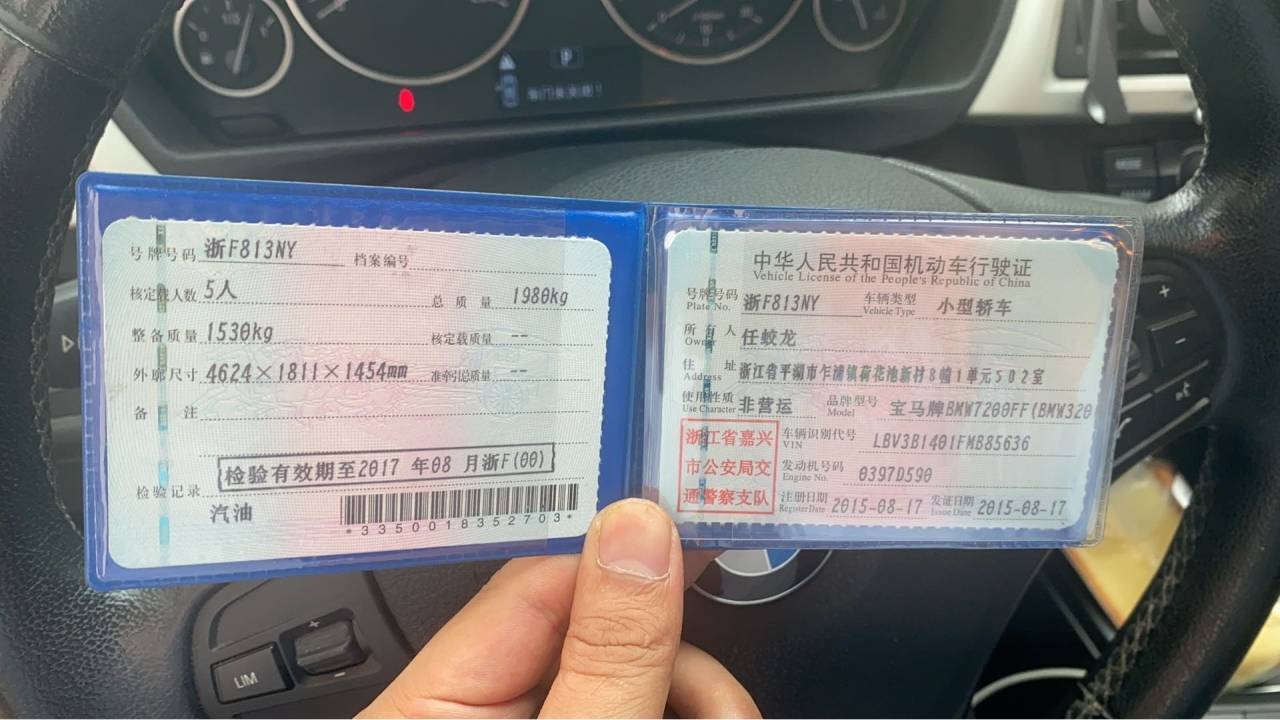 P
号牌号码 浙F813NY 档案编号
核定载人数 5人 总质量 1980kg
整备质量 1530kg 核定载质量 --
外廓尺寸 4624×1811×1454mm 准牵引总质量 --
备注
检验有效期至2017 年08 月浙F(00)
检验记录
汽油
*3350018352703*
中华人民共和国机动车行驶证
Vehicle License of the People's Republic of China
号牌号码 浙F813NY 车辆类型 小型轿车
Plate No. Vehicle Type
所有人 任蛟龙
Owner
住址 浙江省平湖市乍浦镇荷花池新村8幢1单元502室
Address
使用性质 非营运 品牌型号 宝马牌BMW7200FF(BMW320
Use Character Model
浙江省嘉兴
市公安局交
通警察支队
车辆识别代号 LBV3B1401FMB85636
VIN
发动机号码 0397D590
Engine No.
注册日期 2015-08-17 发证日期 2015-08-17
Register Date Issue Date
MODE
LIM
+
-